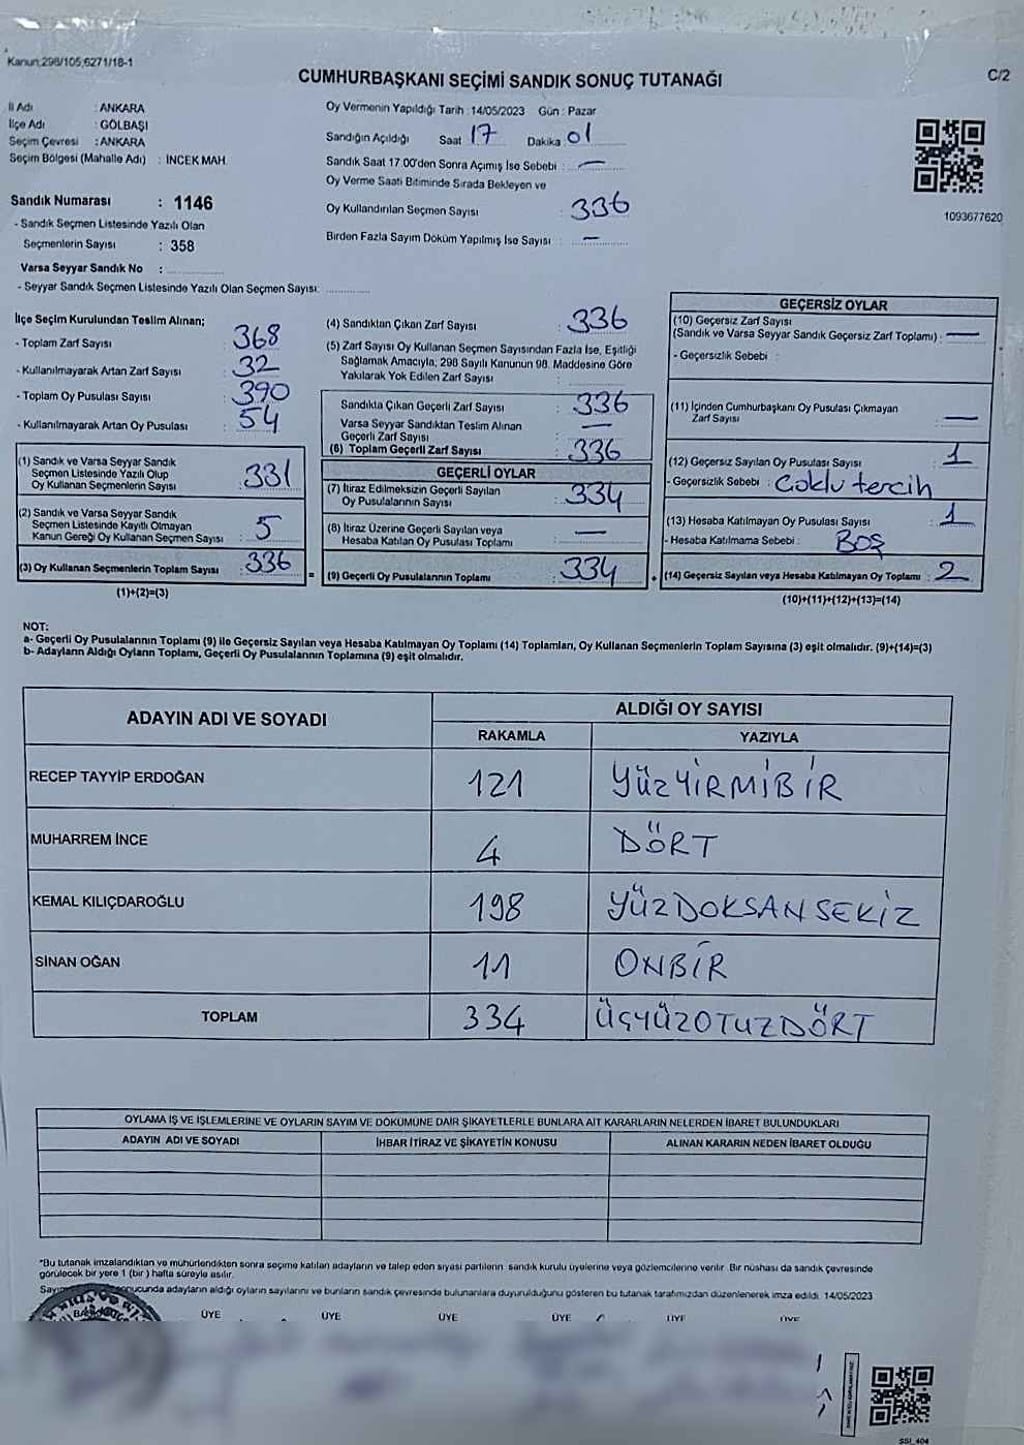 Kanun:298/105;6271/18-1
CUMHURBAŞKANI SEÇİMİ SANDIK SONUÇ TUTANAĞI
C/2
İl Adı : ANKARA
İlçe Adı : GÖLBAŞI
Seçim Çevresi : ANKARA
Seçim Bölgesi (Mahalle Adı) : İNCEK MAH.
Oy Vermenin Yapıldığı Tarih : 14/05/2023 Gün : Pazar
Sandığın Açıldığı Saat 17 Dakika 01
Sandık Saat 17.00'den Sonra Açımış İse Sebebi : —
Oy Verme Saati Bitiminde Sırada Bekleyen ve
Oy Kullandırılan Seçmen Sayısı : 336
Birden Fazla Sayım Döküm Yapılmış İse Sayısı : —
1093677620
Sandık Numarası : 1146
- Sandık Seçmen Listesinde Yazılı Olan
Seçmenlerin Sayısı : 358
Varsa Seyyar Sandık No :
- Seyyar Sandık Seçmen Listesinde Yazılı Olan Seçmen Sayısı:
İlçe Seçim Kurulundan Teslim Alınan;
- Toplam Zarf Sayısı : 368
- Kullanılmayarak Artan Zarf Sayısı : 32
- Toplam Oy Pusulası Sayısı : 390
- Kullanılmayarak Artan Oy Pusulası : 54
(1) Sandık ve Varsa Seyyar Sandık
Seçmen Listesinde Yazılı Olup
Oy Kullanan Seçmenlerin Sayısı : 331
(2) Sandık ve Varsa Seyyar Sandık
Seçmen Listesinde Kayıtlı Olmayan
Kanun Gereği Oy Kullanan Seçmen Sayısı : 5
(3) Oy Kullanan Seçmenlerin Toplam Sayısı : 336
(1)+(2)=(3)
(4) Sandıktan Çıkan Zarf Sayısı : 336
(5) Zarf Sayısı Oy Kullanan Seçmen Sayısından Fazla İse, Eşitliği
Sağlamak Amacıyla, 298 Sayılı Kanunun 98. Maddesine Göre
Yakılarak Yok Edilen Zarf Sayısı :
Sandıkta Çıkan Geçerli Zarf Sayısı : 336
Varsa Seyyar Sandıktan Teslim Alınan
Geçerli Zarf Sayısı : —
(6) Toplam Geçerli Zarf Sayısı : 336
GEÇERLİ OYLAR
(7) İtiraz Edilmeksizin Geçerli Sayılan
Oy Pusulasının Sayısı : 334
(8) İtiraz Üzerine Geçerli Sayılan veya
Hesaba Katılan Oy Pusulası Toplamı : —
= (9) Geçerli Oy Pusulalarının Toplamı : 334
GEÇERSİZ OYLAR
(10) Geçersiz Zarf Sayısı
(Sandık ve Varsa Seyyar Sandık Geçersiz Zarf Toplamı) : —
- Geçersizlik Sebebi :
(11) İçinden Cumhurbaşkanı Oy Pusulası Çıkmayan
Zarf Sayısı : —
(12) Geçersiz Sayılan Oy Pusulası Sayısı : 1
- Geçersizlik Sebebi : Çoklu tercih
(13) Hesaba Katılmayan Oy Pusulası Sayısı : 1
- Hesaba Katılmama Sebebi : BOŞ
+ (14) Geçersiz Sayılan veya Hesaba Katılmayan Oy Toplamı : 2
(10)+(11)+(12)+(13)=(14)
NOT:
a- Geçerli Oy Pusulalarının Toplamı (9) ile Geçersiz Sayılan veya Hesaba Katılmayan Oy Toplamı (14) Toplamları, Oy Kullanan Seçmenlerin Toplam Sayısına (3) eşit olmalıdır. (9)+(14)=(3)
b- Adayların Aldığı Oyların Toplamı, Geçerli Oy Pusulalarının Toplamına (9) eşit olmalıdır.
ADAYIN ADI VE SOYADI ALDIĞI OY SAYISI
RAKAMLA YAZIYLA
RECEP TAYYİP ERDOĞAN 121 YÜZYİRMİBİR
MUHARREM İNCE 4 DÖRT
KEMAL KILIÇDAROĞLU 198 YÜZDOKSANSEKİZ
SİNAN OĞAN 11 ONBİR
TOPLAM 334 ÜÇYÜZOTUZDÖRT
OYLAMA İŞ VE İŞLEMLERİNE VE OYLARIN SAYIM VE DÖKÜMÜNE DAİR ŞİKAYETLERLE BUNLARA AİT KARARLARIN NELERDEN İBARET BULUNDUKLARI
ADAYIN ADI VE SOYADI İHBAR İTİRAZ VE ŞİKAYETİN KONUSU ALINAN KARARIN NEDEN İBARET OLDUĞU
*Bu tutanak imzalandıktan ve mühürlendikten sonra seçime katılan adayların ve talep eden siyasi partilerin sandık kurulu üyelerine veya gözlemcilerine verilir. Bir nüshası da sandık çevresinde
görülecek bir yere 1 (bir ) hafta süreyle asılır.
sonucunda adayların aldığı oyların sayılarını ve bunların sandık çevresinde bulunanlara duyurulduğunu gösteren bu tutanak tarafımızdan düzenlenerek imza edildi. 14/05/2023
ÜYE ÜYE ÜYE ÜYE ÜYE ÜYE
SSI_404